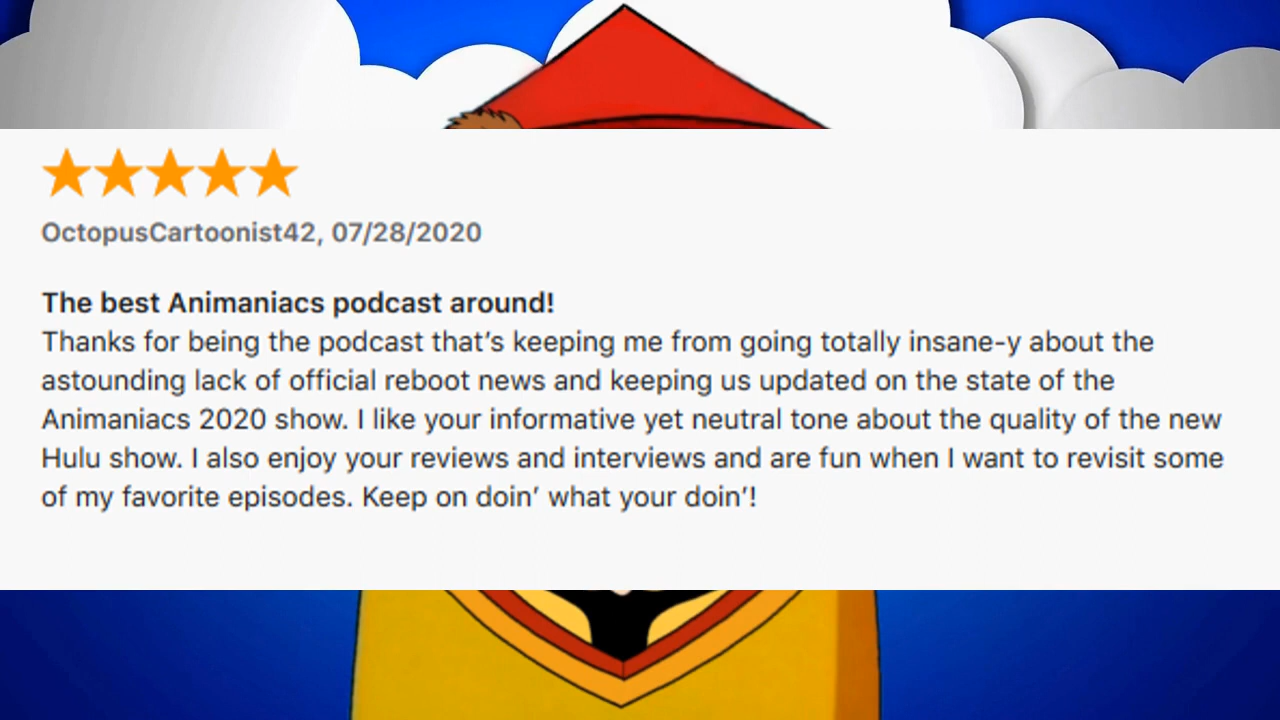 OctopusCartoonist42, 07/28/2020
The best Animaniacs podcast around!
Thanks for being the podcast that’s keeping me from going totally insane-y about the
astounding lack of official reboot news and keeping us updated on the state of the
Animaniacs 2020 show. I like your informative yet neutral tone about the quality of the new
Hulu show. I also enjoy your reviews and interviews and are fun when I want to revisit some
of my favorite episodes. Keep on doin’ what your doin’!